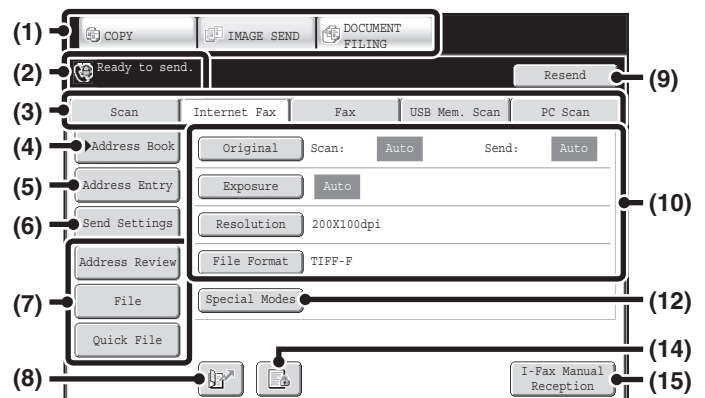 (1) COPY IMAGE SEND DOCUMENT FILING
(2) Ready to send. Resend (9)
(3) Scan Internet Fax Fax USB Mem. Scan PC Scan
(4) Address Book Original Scan: Auto Send: Auto
(5) Address Entry Exposure Auto (10)
(6) Send Settings Resolution 200X100dpi
Address Review File Format TIFF-F
(7) File Special Modes (12)
Quick File
(14)
(8) I-Fax Manual Reception (15)